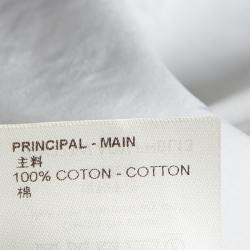 PRINCIPAL - MAIN
主料
100% COTON - COTTON
棉